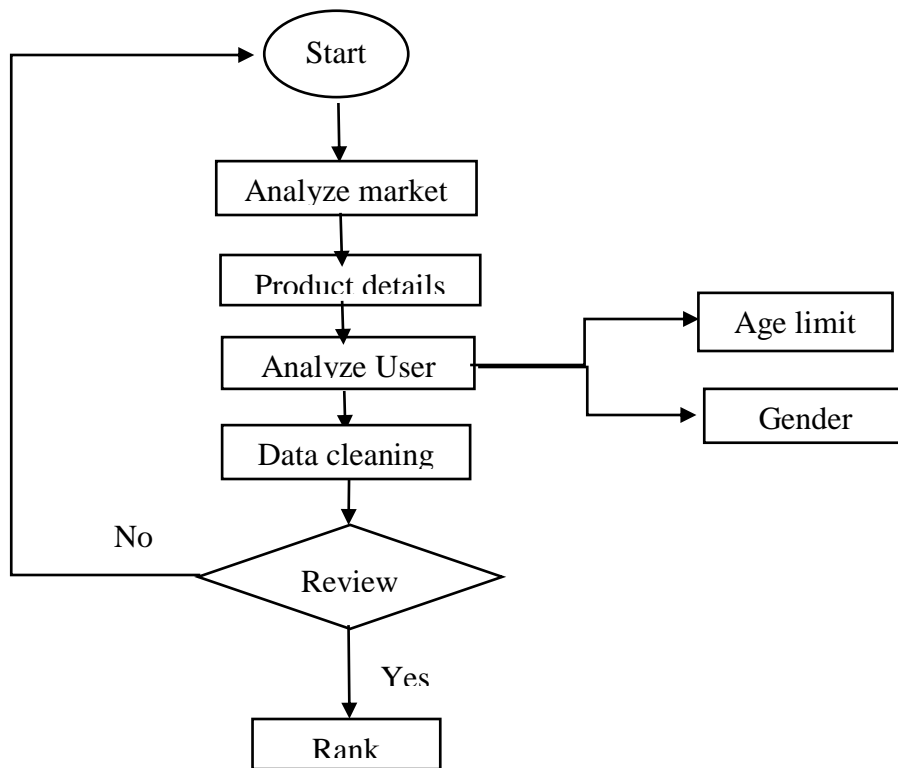 Start
Analyze market
Product details
Analyze User
Age limit
Gender
Data cleaning
No
Review
Yes
Rank